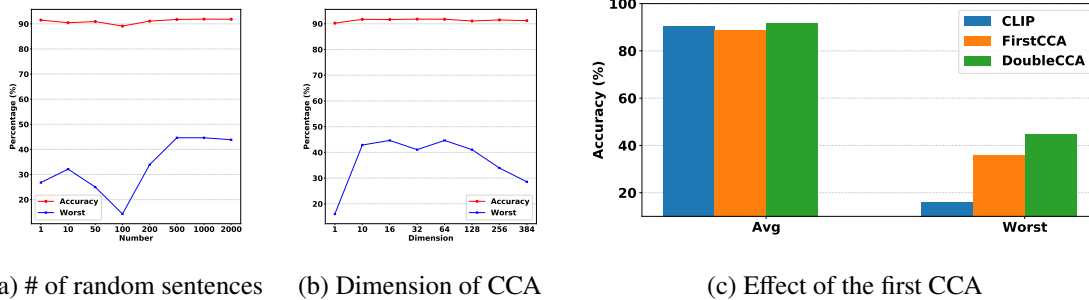 90
80
70
60
50
40
30
20
Percentage (%)
Accuracy
Worst
1 10 50 100 200 500 1000 2000
Number
90
80
70
60
50
40
30
20
Percentage (%)
Accuracy
Worst
1 10 16 32 64 128 256 384
Dimension
100
80
60
40
20
Accuracy (%)
CLIP
FirstCCA
DoubleCCA
Avg Worst
a) # of random sentences
(b) Dimension of CCA
(c) Effect of the first CCA